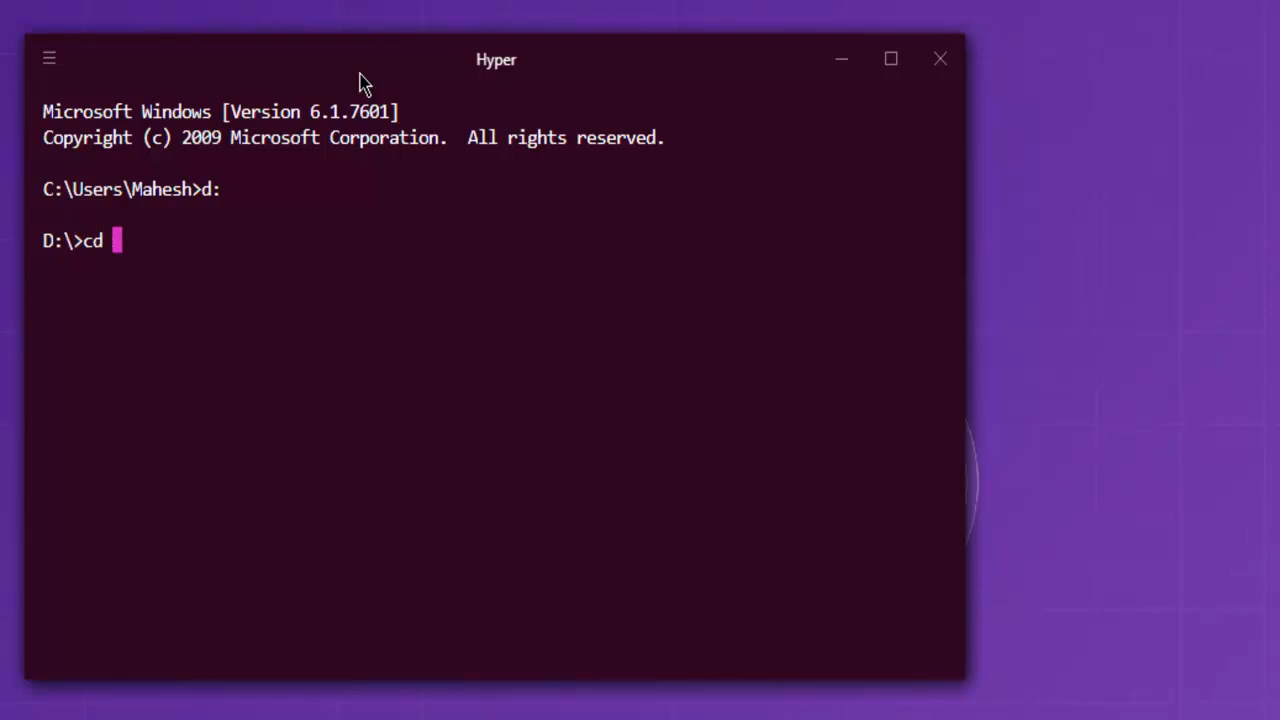 Hyper
Microsoft Windows [Version 6.1.7601]
Copyright (c) 2009 Microsoft Corporation.  All rights reserved.
C:\Users\Mahesh>d:
D:\>cd